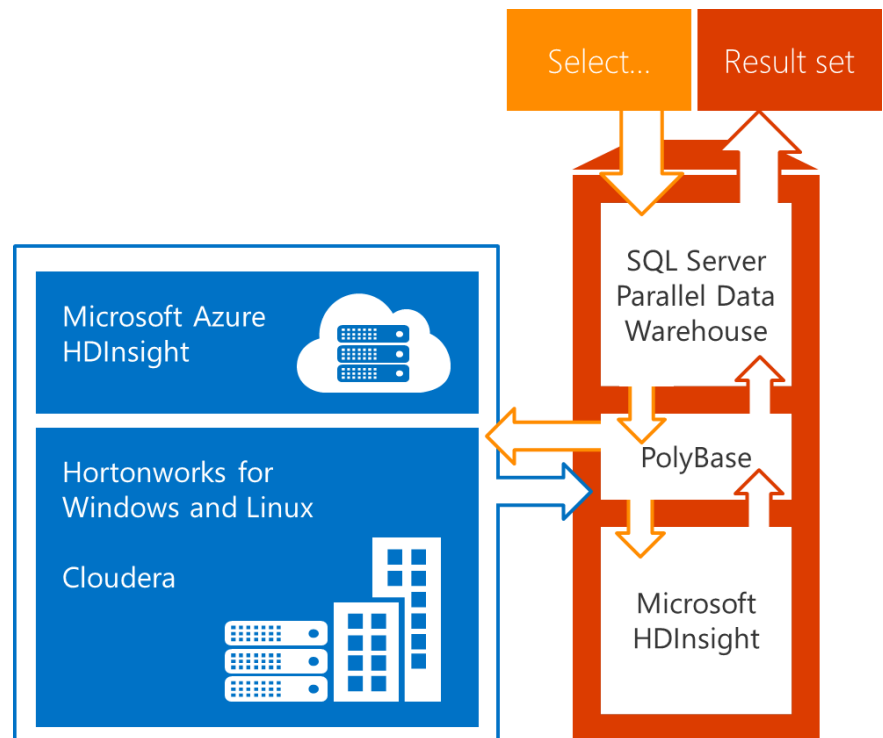 Select...
Result set
SQL Server
Parallel Data
Warehouse
Microsoft Azure
HDInsight
PolyBase
Hortonworks for
Windows and Linux
Cloudera
Microsoft
HDInsight